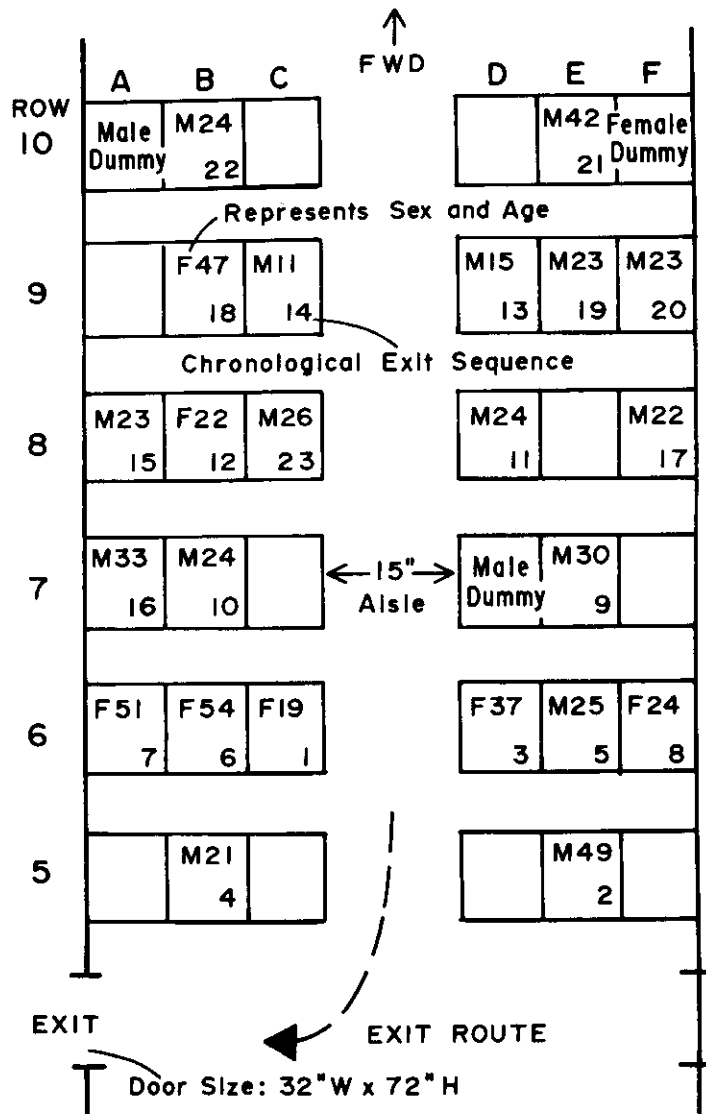 FWD
A B C D E F
ROW
10
Male Dummy
M24
22
M42
21
Female Dummy
Represents Sex and Age
9
F47
18
M11
14
M15
13
M23
19
M23
20
Chronological Exit Sequence
8
M23
15
F22
12
M26
23
M24
11
M22
17
7
M33
16
M24
10
15"
Aisle
Male Dummy
M30
9
6
F51
7
F54
6
F19
1
F37
3
M25
5
F24
8
5
M21
4
M49
2
EXIT
EXIT ROUTE
Door Size: 32"W x 72"H